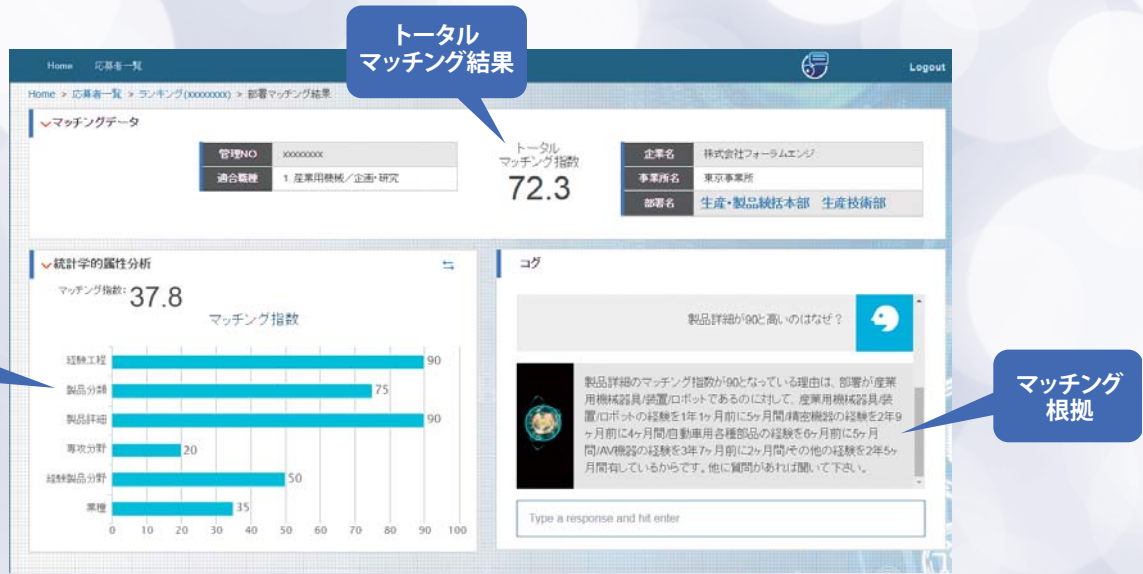 トータル
マッチング結果
Home 応募者一覧
Logout
Home > 応募者一覧 > ランキング(xxxxxxxx) > 部署マッチング結果
マッチングデータ
管理NO xxxxxxxx
適合職種 1. 産業用機械／企画・研究
トータル
マッチング指数
72.3
企業名 株式会社フォーラムエンジ
事業所名 東京事業所
部署名 生産・製品統括本部 生産技術部
統計学的属性分析
マッチング指数: 37.8
マッチング指数
経験工程 90
製品分類 75
製品詳細 90
専攻分野 20
経験製品分野 50
業種 35
0 10 20 30 40 50 60 70 80 90 100
コグ
製品詳細が90と高いのはなぜ？
製品詳細のマッチング指数が90となっている理由は、部署が産業
用機械器具/装置/ロボットであるのに対して、産業用機械器具/装
置/ロボットの経験を1年1ヶ月前に5ヶ月間/精密機器の経験を2年9
ヶ月前に4ヶ月間/自動車用各種部品の経験を6ヶ月前に5ヶ月
間/AV機器の経験を3年7ヶ月前に2ヶ月間/その他の経験を2年5ヶ
月間有しているからです。他に質問があれば聞いて下さい。
Type a response and hit enter
マッチング
根拠